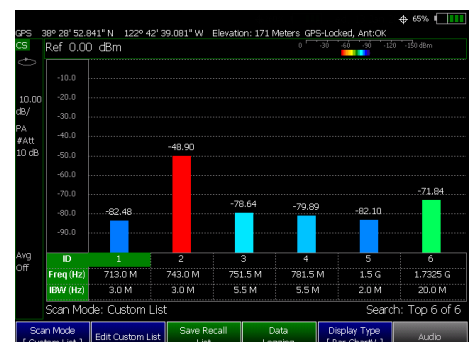 65%
GPS 38º 28' 52.841" N 122º 42' 39.081" W Elevation: 171 Meters GPS-Locked, Ant:OK
CS Ref 0.00 dBm 0 -30 -60 -90 -120 -150 dBm
-10.0
10.00 -20.0
dB/ -30.0
PA
#Att -40.0
10 dB
-48.90
-50.0
-60.0
-70.0
-71.84
-78.64 -79.89
-80.0
-82.48 -82.10
-90.0
Avg
Off
ID 1 2 3 4 5 6
Freq (Hz) 713.0 M 743.0 M 751.5 M 781.5 M 1.5 G 1.7325 G
IBW (Hz) 3.0 M 3.0 M 5.5 M 5.5 M 2.0 M 20.0 M
Scan Mode: Custom List Search: Top 6 of 6
Scan Mode Edit Custom List Save Recall Data Display Type Audio